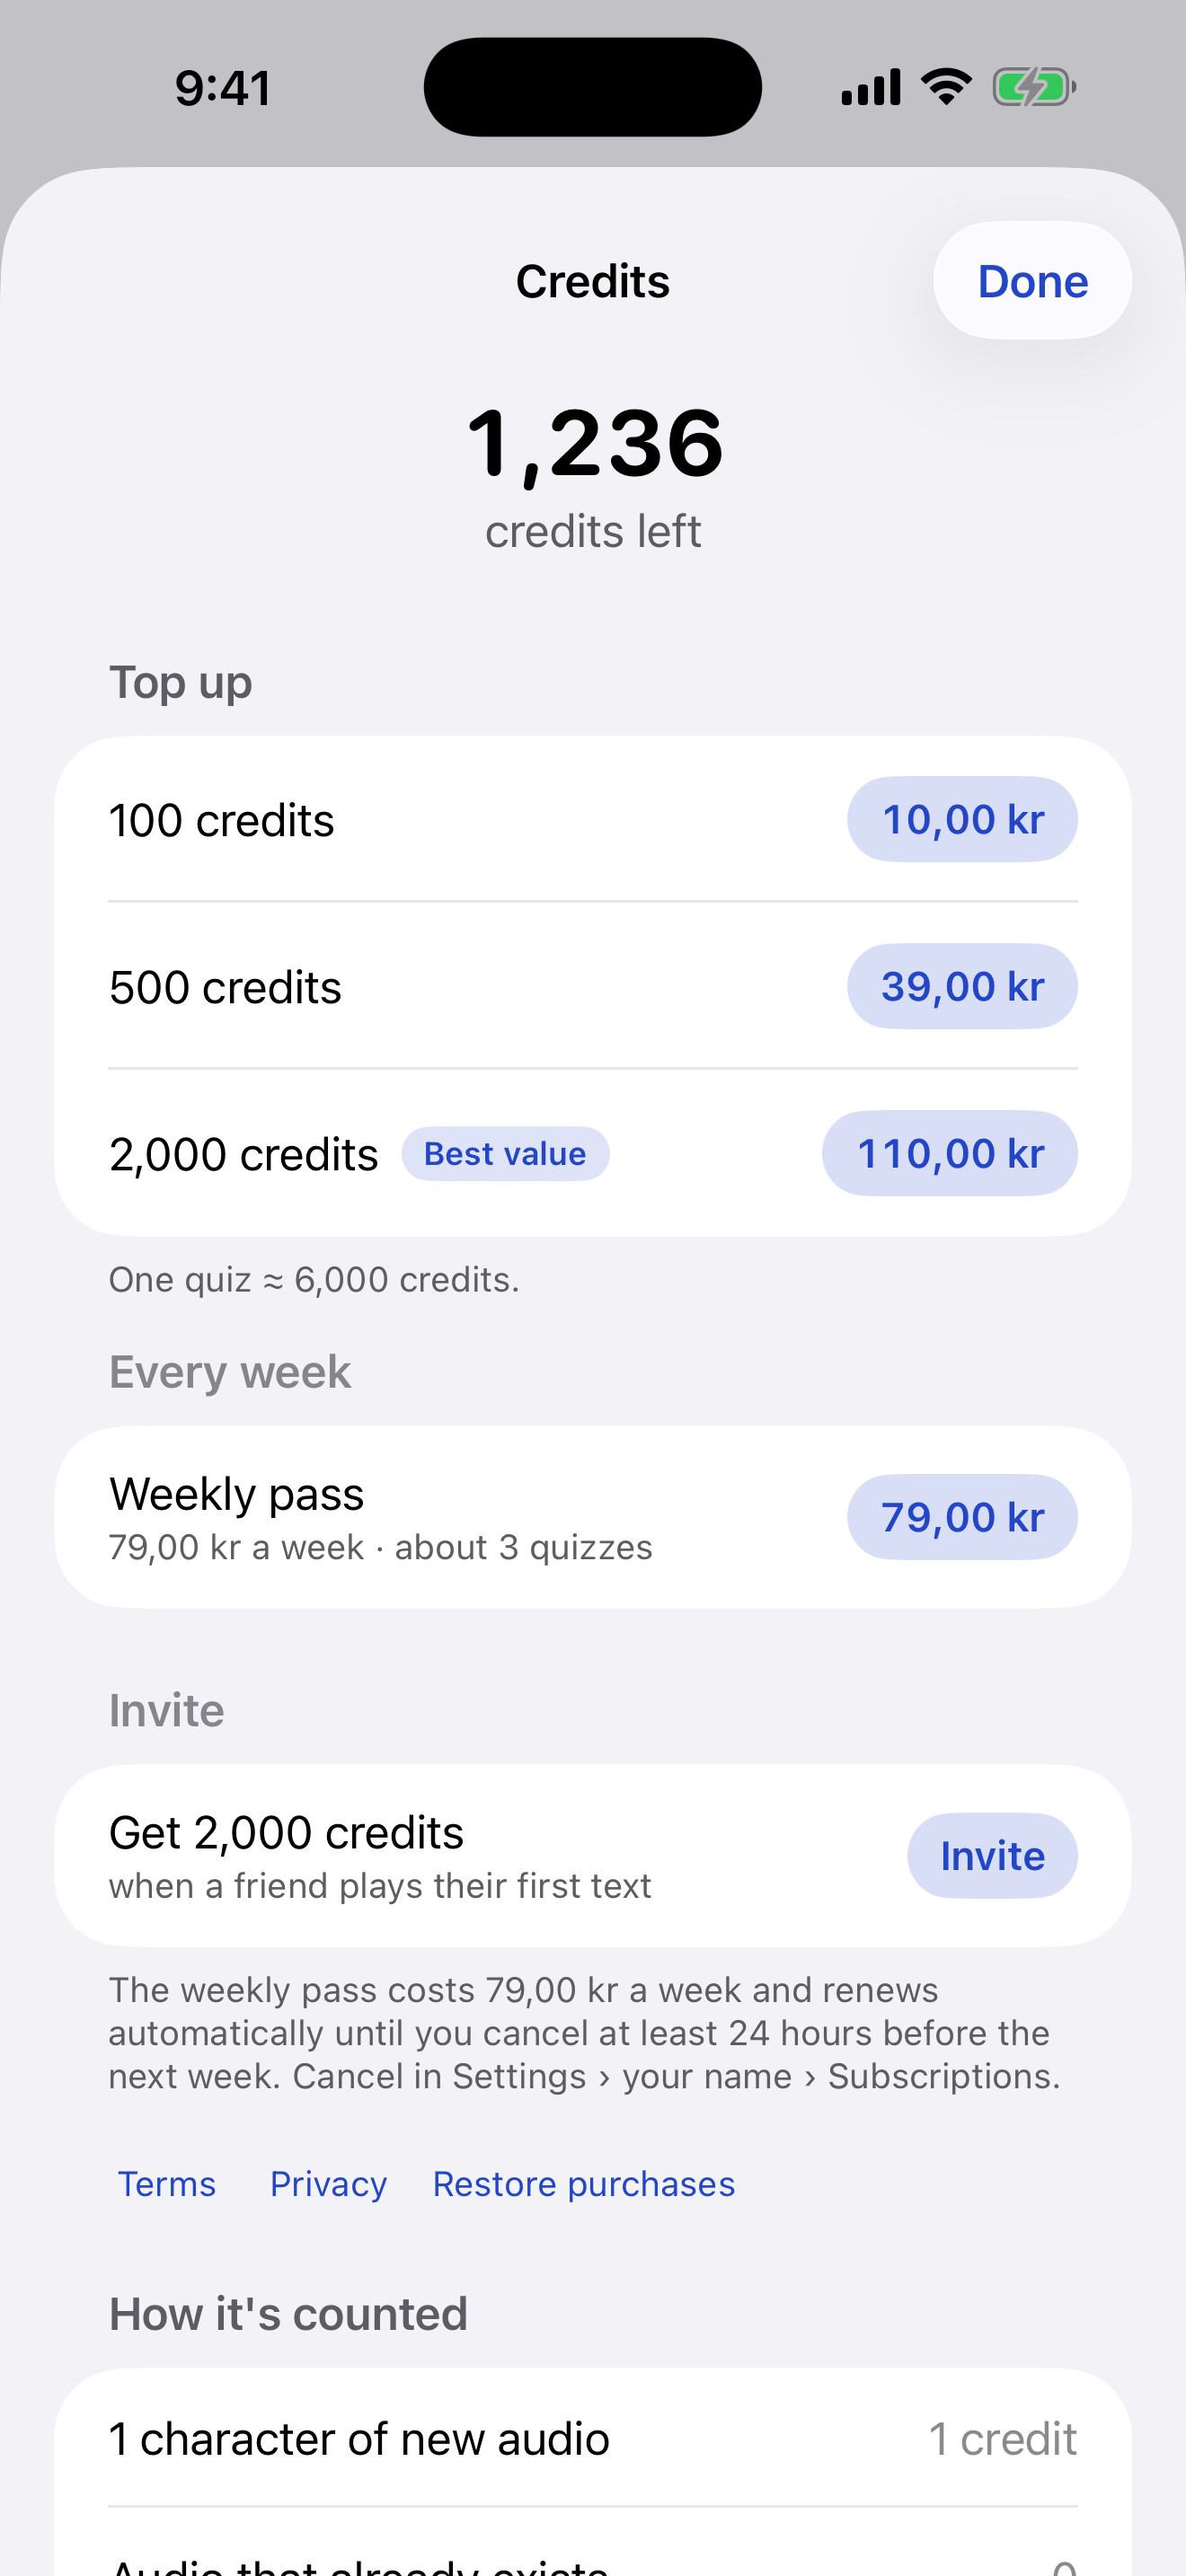 9:41
Credits
Done
1,236
credits left
Top up
100 credits
10,00 kr
500 credits
39,00 kr
2,000 credits
Best value
110,00 kr
One quiz ≈ 6,000 credits.
Every week
Weekly pass
79,00 kr a week · about 3 quizzes
79,00 kr
Invite
Get 2,000 credits
when a friend plays their first text
Invite
The weekly pass costs 79,00 kr a week and renews
automatically until you cancel at least 24 hours before the
next week. Cancel in Settings › your name › Subscriptions.
Terms
Privacy
Restore purchases
How it's counted
1 character of new audio
1 credit
Audio that already exists
0